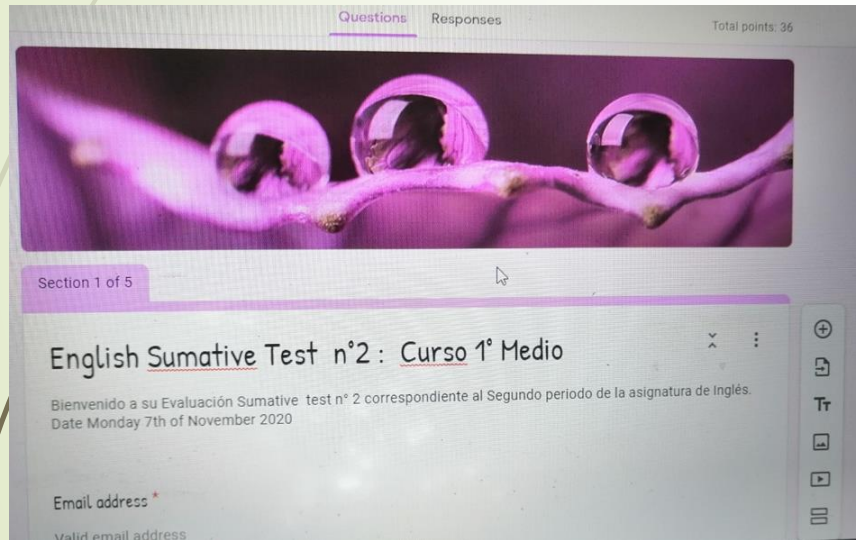 Questions Responses
Total points: 36
Section 1 of 5
English Sumative Test n°2 : Curso 1° Medio
Bienvenido a su Evaluación Sumative test n° 2 correspondiente al Segundo periodo de la asignatura de Inglés.
Date Monday 7th of November 2020
Email address *
Valid email address